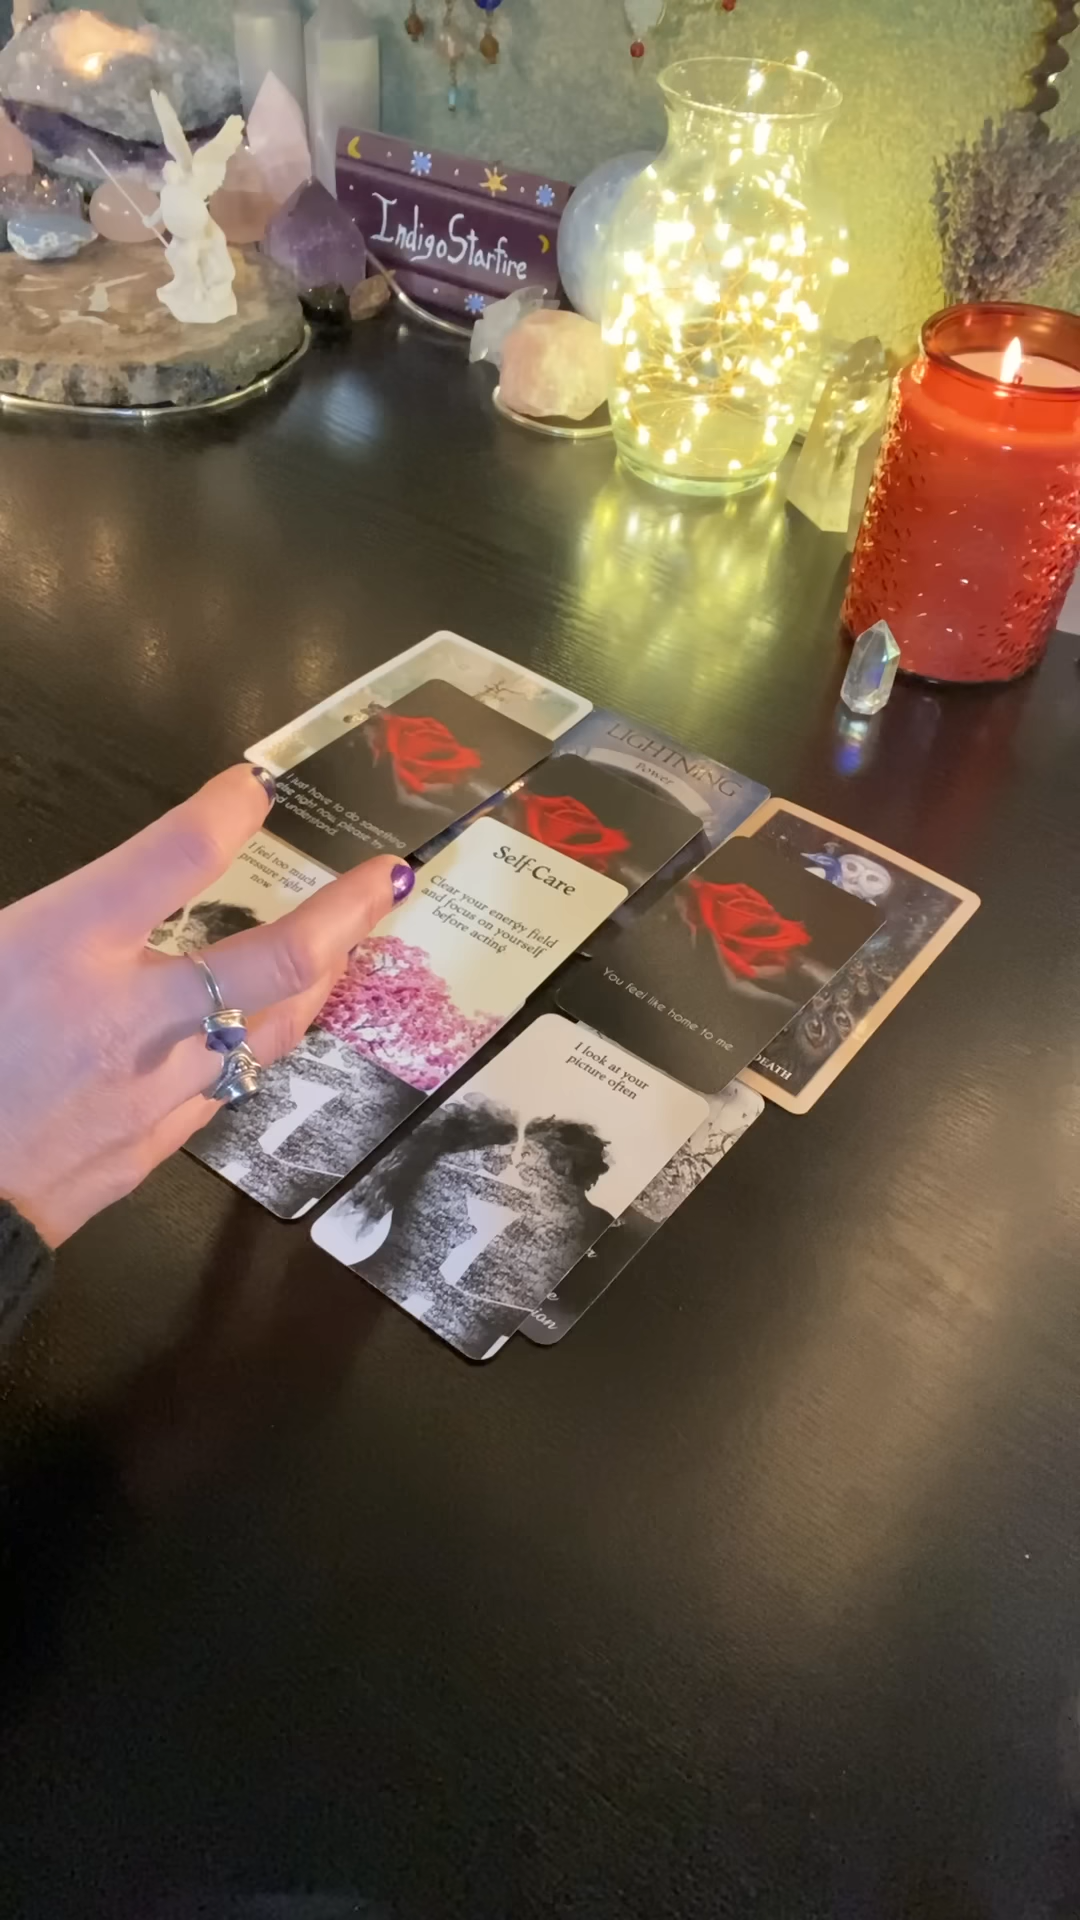 IndigoStarfire
LIGHTNING
Power
I just have to do something
else right now, please try
understand.
I feel too much
pressure right
now
Self-Care
Clear your energy field
and focus on yourself
before acting
You feel like home to me
DEATH
I look at your
picture often